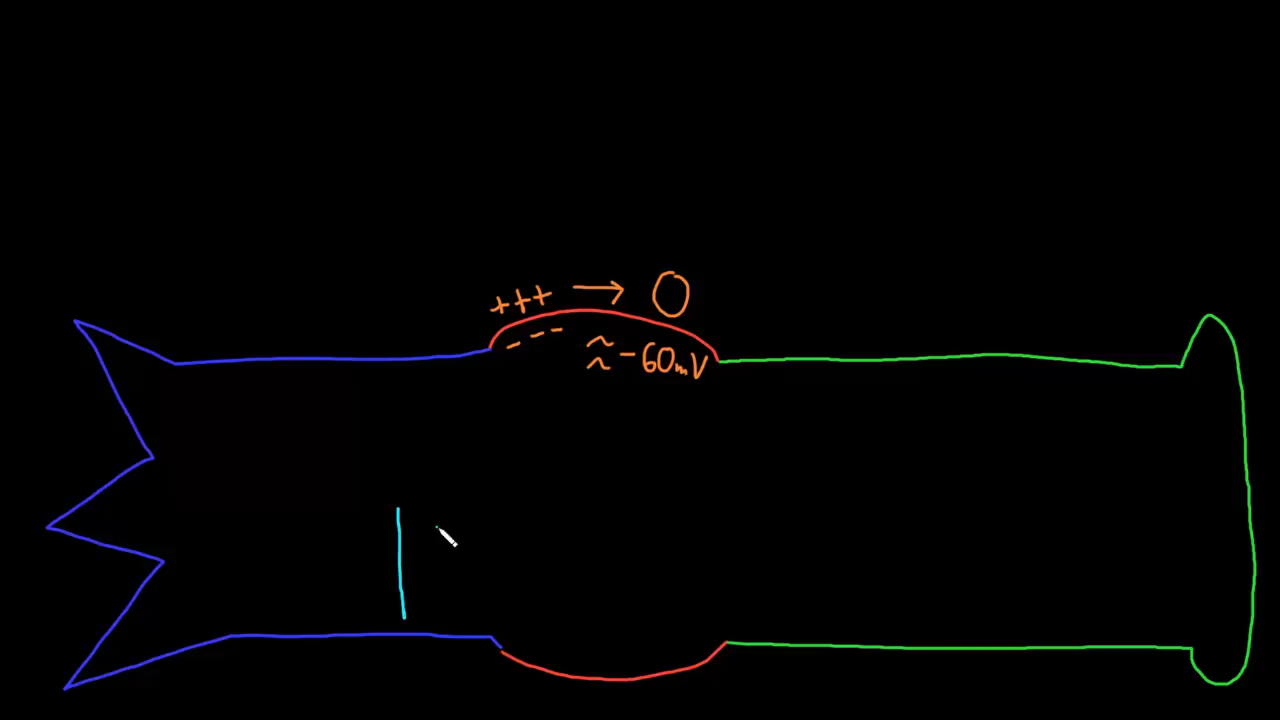 +++ → 0
--- ≈ -60mV